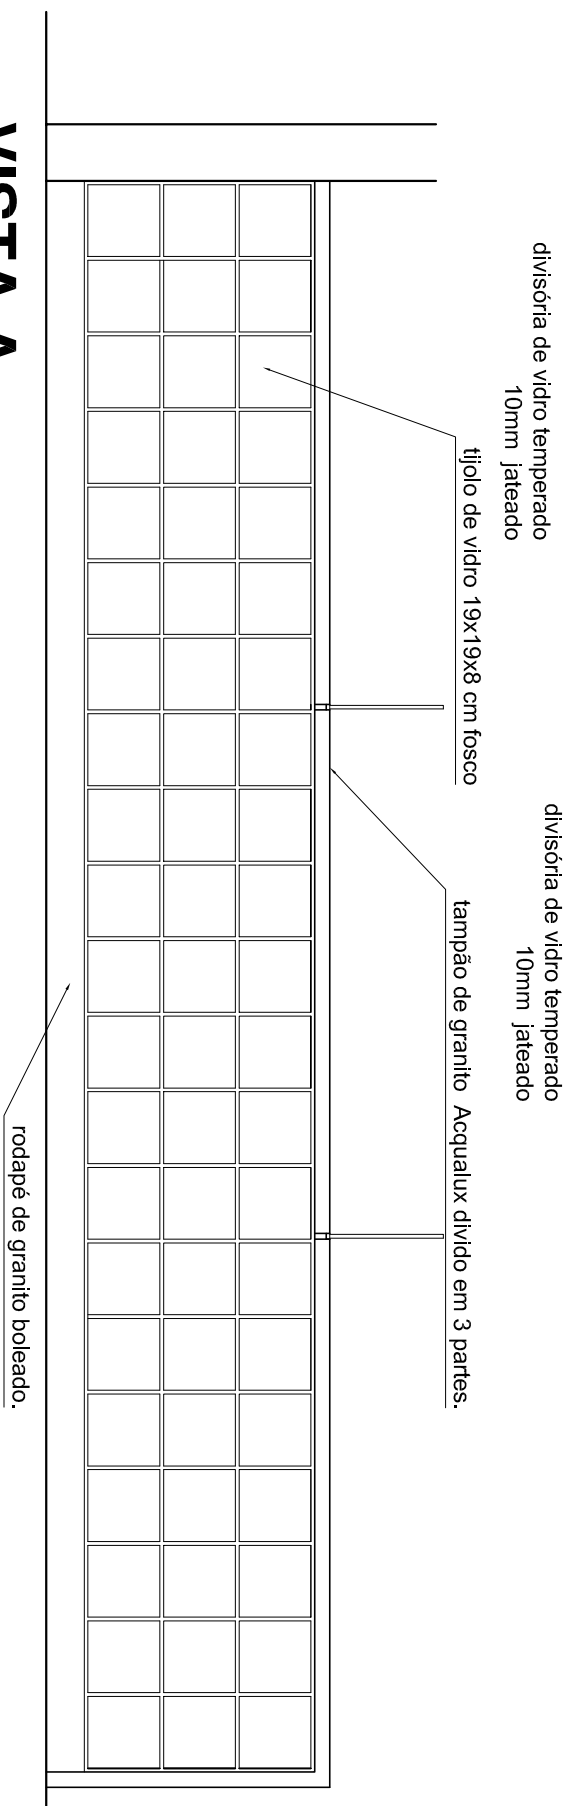 divisória de vidro temperado
10mm jateado
divisória de vidro temperado
10mm jateado
tijolo de vidro 19x19x8 cm fosco
tampão de granito Acqualux divido em 3 partes.
rodapé de granito boleado.
VISTA A